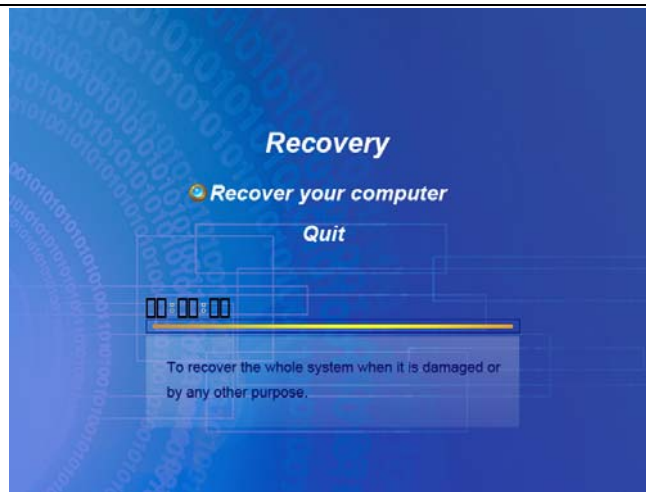 Recovery
Recover your computer
Quit
To recover the whole system when it is damaged or
by any other purpose.